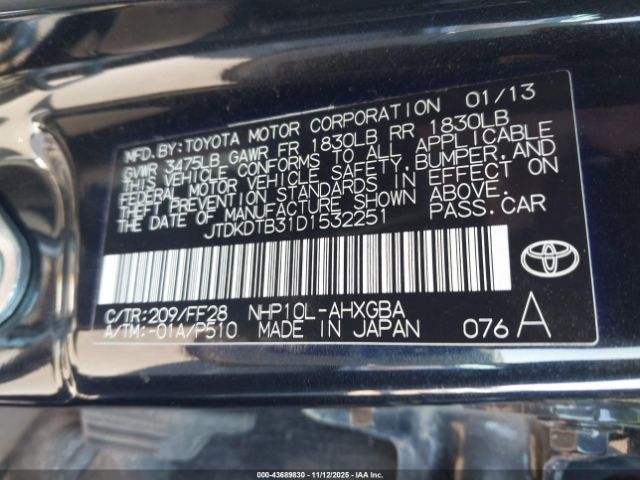 MFD. BY: TOYOTA MOTOR CORPORATION 01/13
GVWR 3475LB GAWR FR 1830LB RR 1830LB
THIS VEHICLE CONFORMS TO ALL APPLICABLE
FEDERAL MOTOR VEHICLE SAFETY, BUMPER, AND
THEFT PREVENTION STANDARDS IN EFFECT ON
THE DATE OF MANUFACTURE SHOWN ABOVE.
JTDKDTB31D1532251 PASS. CAR
C/TR: 209/FF28 NHP10L-AHXGBA
A/TM: -01A/P510 MADE IN JAPAN 076 A
000-43689830 - 11/12/2025 - IAA Inc.